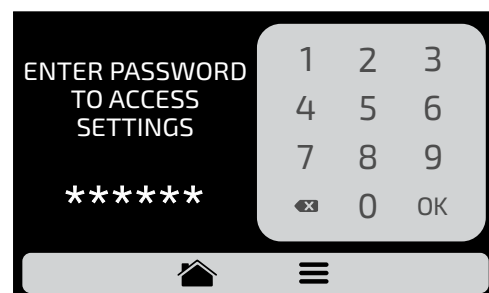 ENTER PASSWORD
TO ACCESS
SETTINGS
******
1 2 3
4 5 6
7 8 9
0 OK